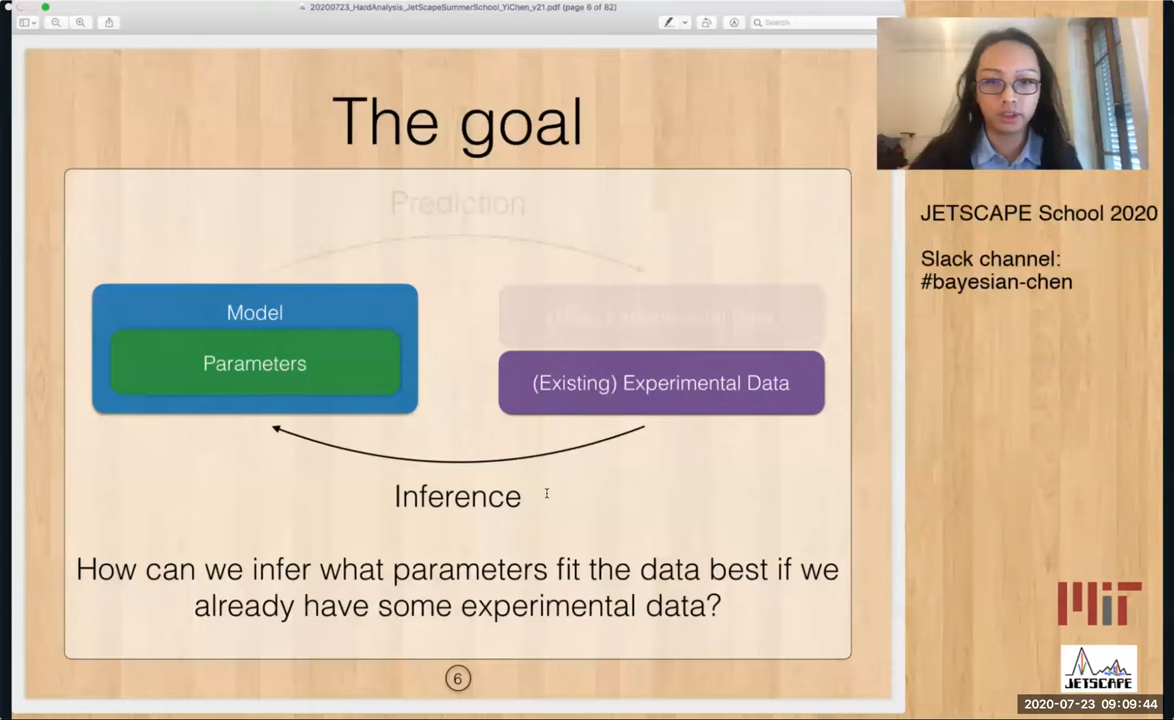 20200723_HardAnalysis_JetScapeSummerSchool_YiChen_v21.pdf (page 6 of 82)
Search
The goal
Prediction
Model
Parameters
(Existing) Experimental Data
Inference
How can we infer what parameters fit the data best if we
already have some experimental data?
6
JETSCAPE School 2020
Slack channel:
#bayesian-chen
MIT
JETSCAPE
2020-07-23 09:09:44